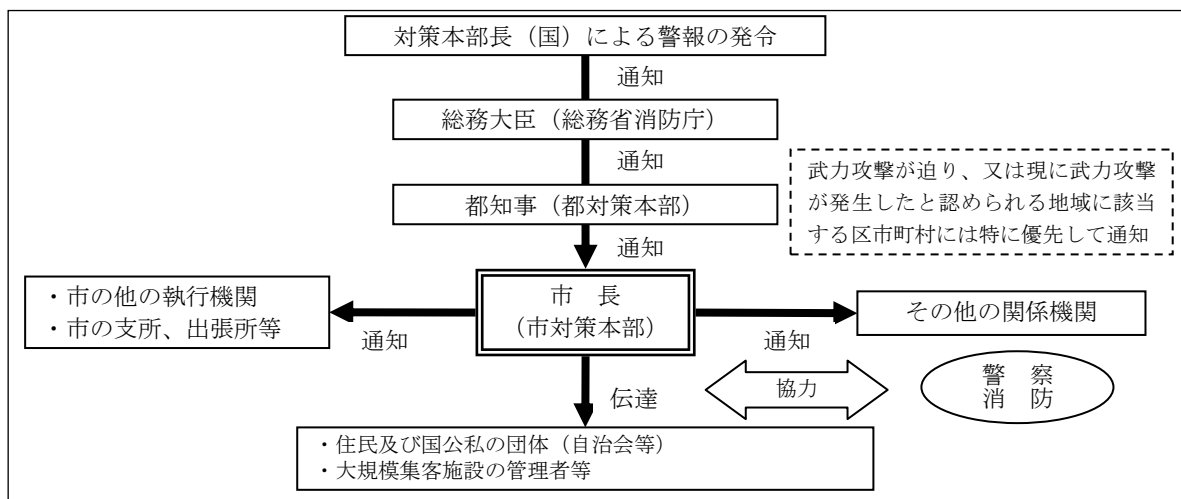 対策本部長（国）による警報の発令
通知
総務大臣（総務省消防庁）
通知
武力攻撃が迫り、又は現に武力攻撃
が発生したと認められる地域に該当
する区市町村には特に優先して通知
都知事（都対策本部）
通知
・市の他の執行機関
・市の支所、出張所等
通知
市　長
（市対策本部）
通知
その他の関係機関
伝達
協力
警　察
消　防
・住民及び国公私の団体（自治会等）
・大規模集客施設の管理者等